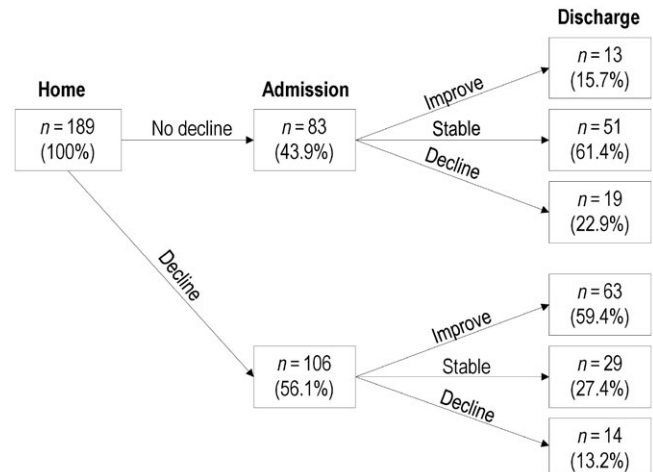 Discharge
n = 13
(15.7%)
Home
Admission
Improve
n = 189
(100%)
No decline
n = 83
(43.9%)
Stable
n = 51
(61.4%)
Decline
n = 19
(22.9%)
Decline
n = 63
(59.4%)
Improve
n = 106
(56.1%)
Stable
n = 29
(27.4%)
Decline
n = 14
(13.2%)